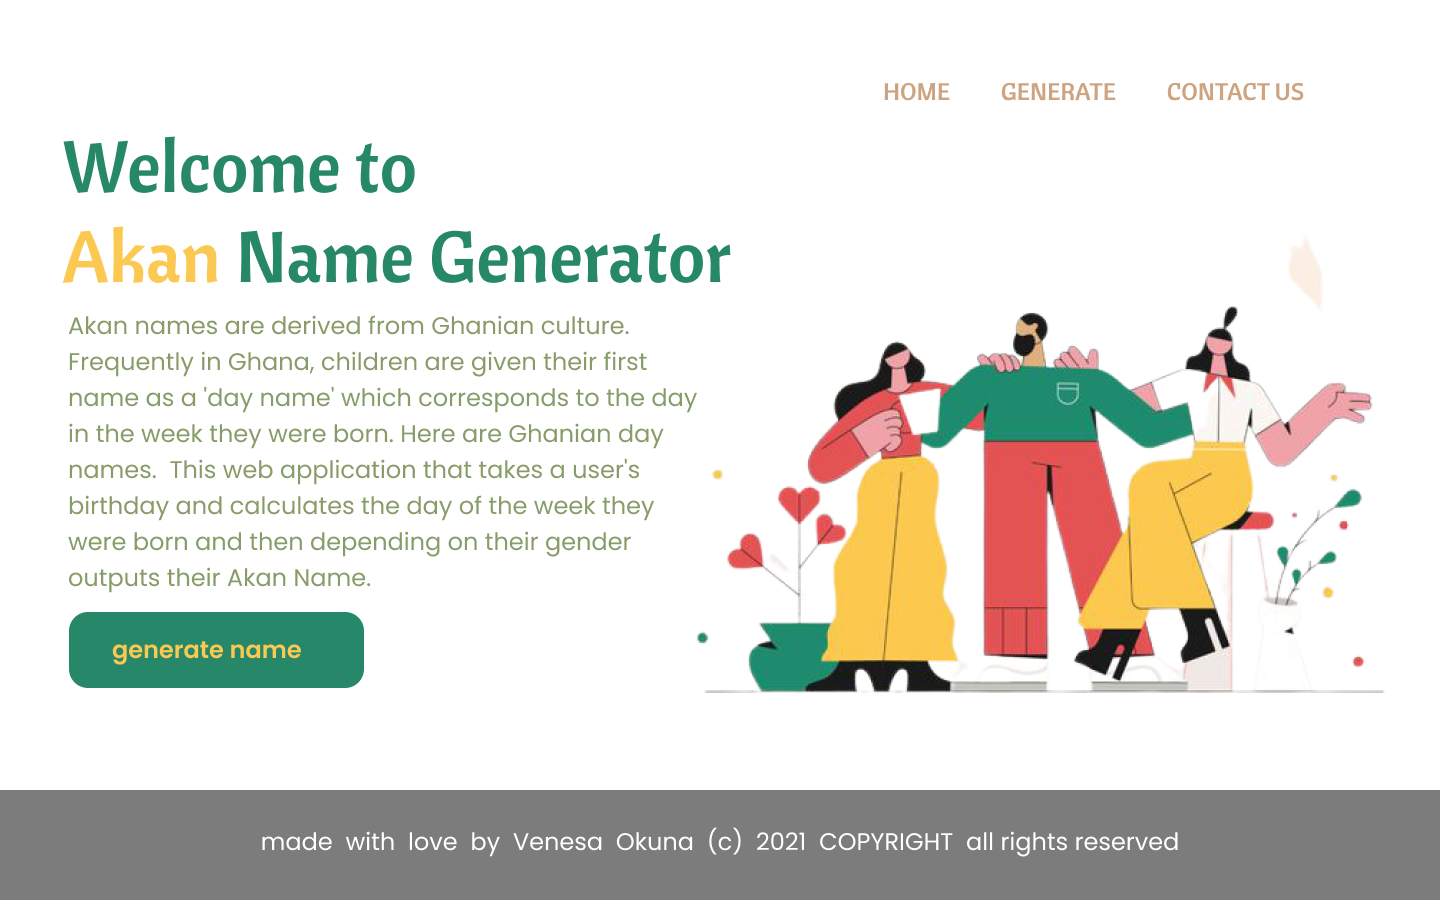 HOME GENERATE CONTACT US
Welcome to
Akan Name Generator
Akan names are derived from Ghanian culture.
Frequently in Ghana, children are given their first
name as a 'day name' which corresponds to the day
in the week they were born. Here are Ghanian day
names.  This web application that takes a user's
birthday and calculates the day of the week they
were born and then depending on their gender
outputs their Akan Name.
generate name
made with love by Venesa Okuna (c) 2021 COPYRIGHT all rights reserved